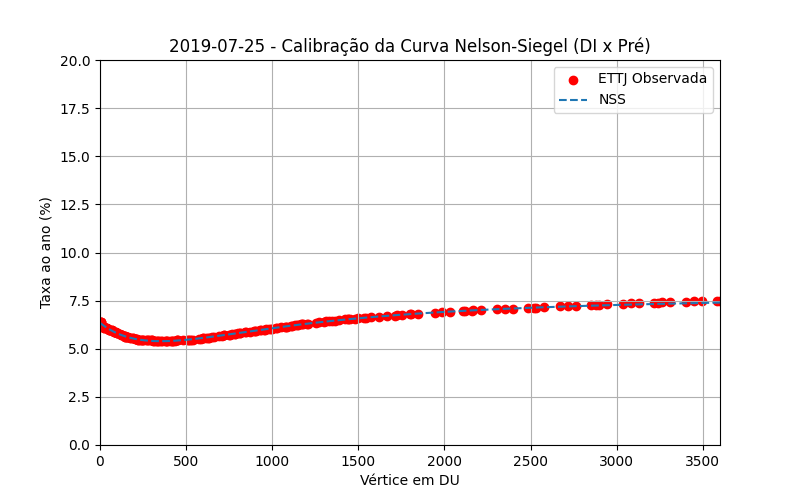 2019-07-25 - Calibração da Curva Nelson-Siegel (DI x Pré)
ETTJ Observada
NSS
Taxa ao ano (%)
20.0
17.5
15.0
12.5
10.0
7.5
5.0
2.5
0.0
0 500 1000 1500 2000 2500 3000 3500
Vértice em DU